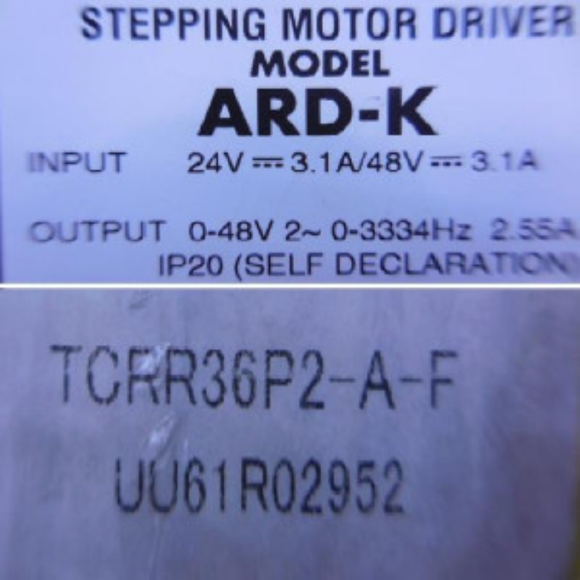 STEPPING MOTOR DRIVER
MODEL
ARD-K
INPUT 24V ⎓ 3.1A/48V ⎓ 3.1A
OUTPUT 0-48V 2~ 0-3334Hz 2.55A
IP20 (SELF DECLARATION)
TCRR36P2-A-F
UU61R02952